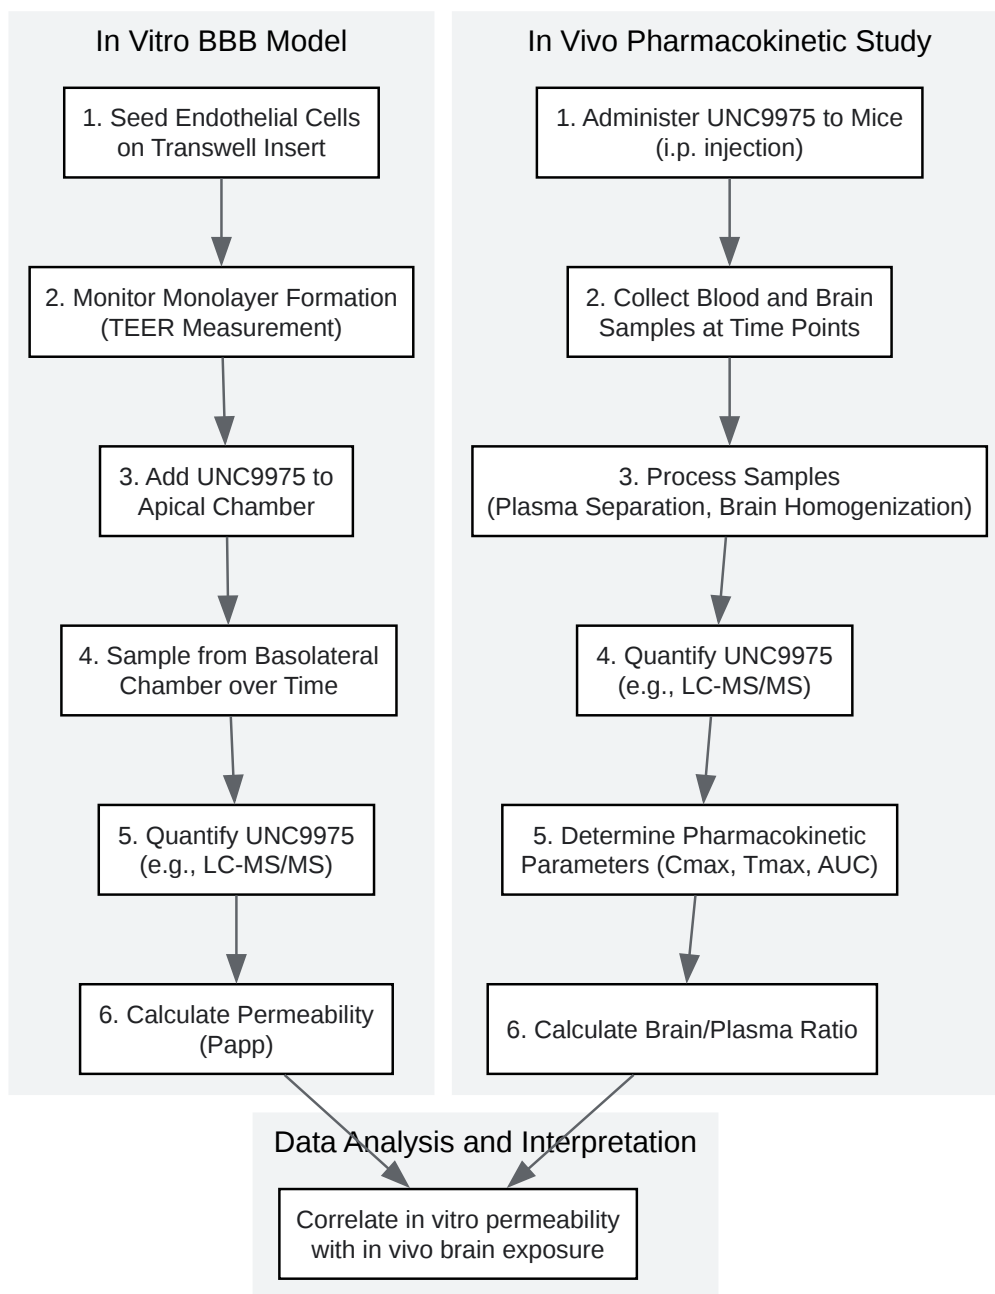 In Vitro BBB Model
1. Seed Endothelial Cells
on Transwell Insert
2. Monitor Monolayer Formation
(TEER Measurement)
3. Add UNC9975 to
Apical Chamber
4. Sample from Basolateral
Chamber over Time
5. Quantify UNC9975
(e.g., LC-MS/MS)
6. Calculate Permeability
(Papp)
In Vivo Pharmacokinetic Study
1. Administer UNC9975 to Mice
(i.p. injection)
2. Collect Blood and Brain
Samples at Time Points
3. Process Samples
(Plasma Separation, Brain Homogenization)
4. Quantify UNC9975
(e.g., LC-MS/MS)
5. Determine Pharmacokinetic
Parameters (Cmax, Tmax, AUC)
6. Calculate Brain/Plasma Ratio
Data Analysis and Interpretation
Correlate in vitro permeability
with in vivo brain exposure